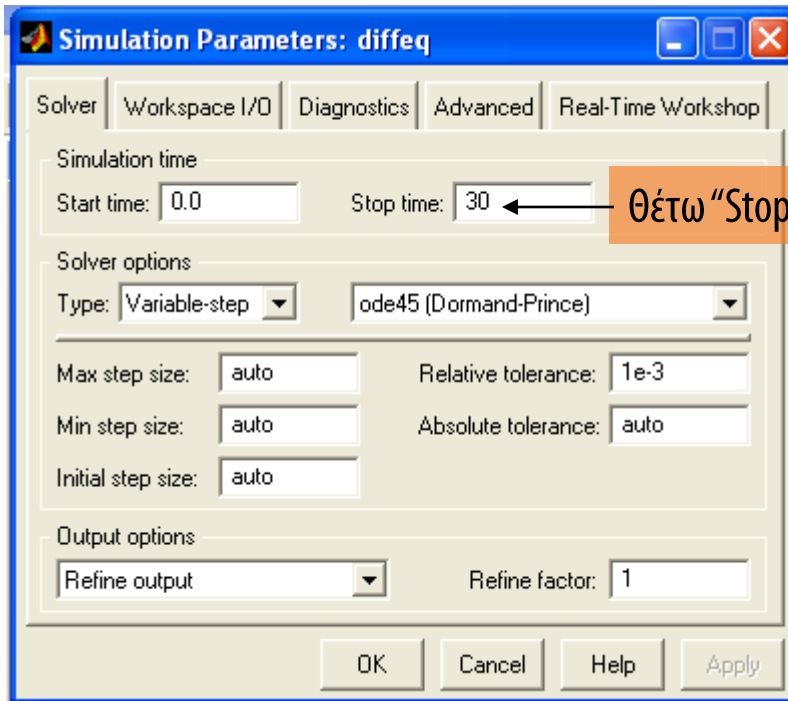 Simulation Parameters: diffeq
Solver Workspace I/O Diagnostics Advanced Real-Time Workshop
Simulation time
Start time: 0.0 Stop time: 30 Θέτω “Stop
Solver options
Type: Variable-step ode45 (Dormand-Prince)
Max step size: auto Relative tolerance: 1e-3
Min step size: auto Absolute tolerance: auto
Initial step size: auto
Output options
Refine output Refine factor: 1
OK Cancel Help Apply